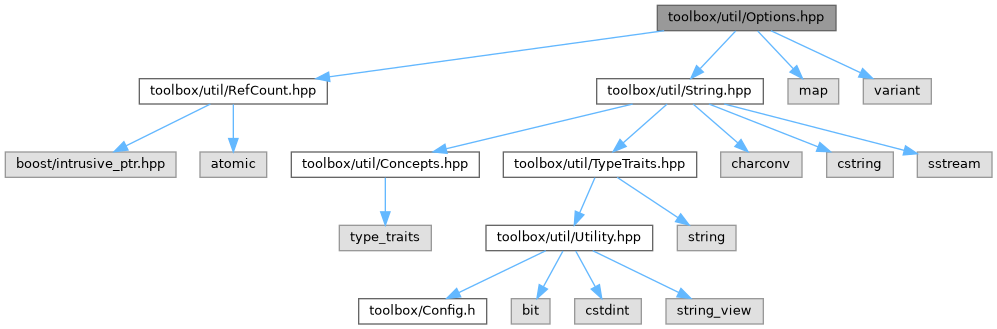 toolbox/util/Options.hpp
toolbox/util/RefCount.hpp
toolbox/util/String.hpp
map
variant
boost/intrusive_ptr.hpp
atomic
toolbox/util/Concepts.hpp
toolbox/util/TypeTraits.hpp
charconv
cstring
sstream
type_traits
toolbox/util/Utility.hpp
string
toolbox/Config.h
bit
cstdint
string_view